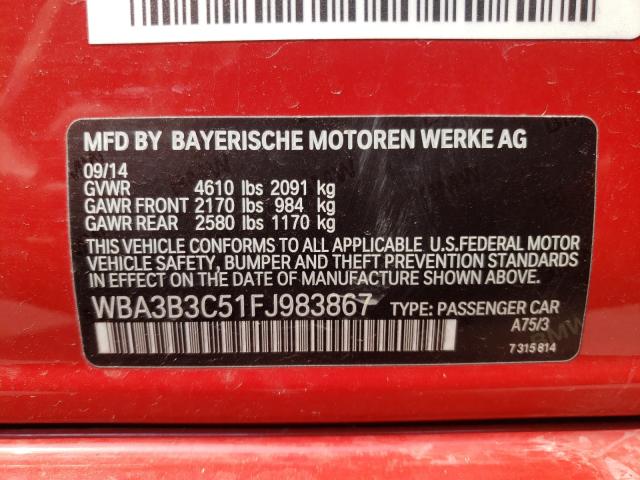 MFD BY BAYERISCHE MOTOREN WERKE AG
09/14
GVWR 4610 lbs 2091 kg
GAWR FRONT 2170 lbs 984 kg
GAWR REAR 2580 lbs 1170 kg
THIS VEHICLE CONFORMS TO ALL APPLICABLE U.S.FEDERAL MOTOR
VEHICLE SAFETY, BUMPER AND THEFT PREVENTION STANDARDS
IN EFFECT ON THE DATE OF MANUFACTURE SHOWN ABOVE.
WBA3B3C51FJ983867 TYPE: PASSENGER CAR
A75/3
7 315 814